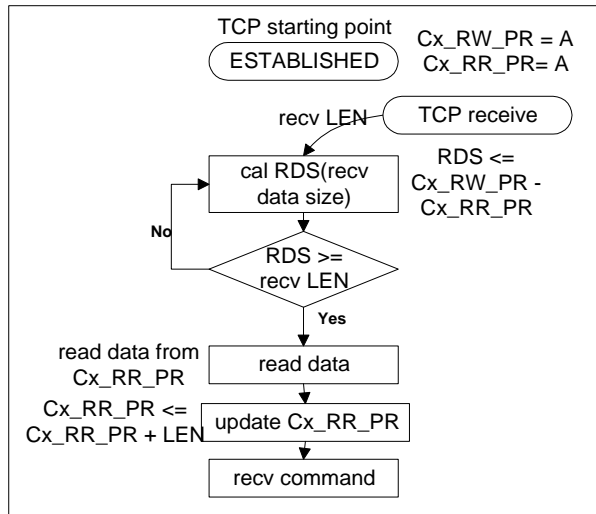 TCP starting point
ESTABLISHED
Cx_RW_PR = A
Cx_RR_PR= A
recv LEN
TCP receive
cal RDS(recv
data size)
RDS <=
Cx_RW_PR -
Cx_RR_PR
No
RDS >=
recv LEN
Yes
read data from
Cx_RR_PR
read data
Cx_RR_PR <=
Cx_RR_PR + LEN
update Cx_RR_PR
recv command